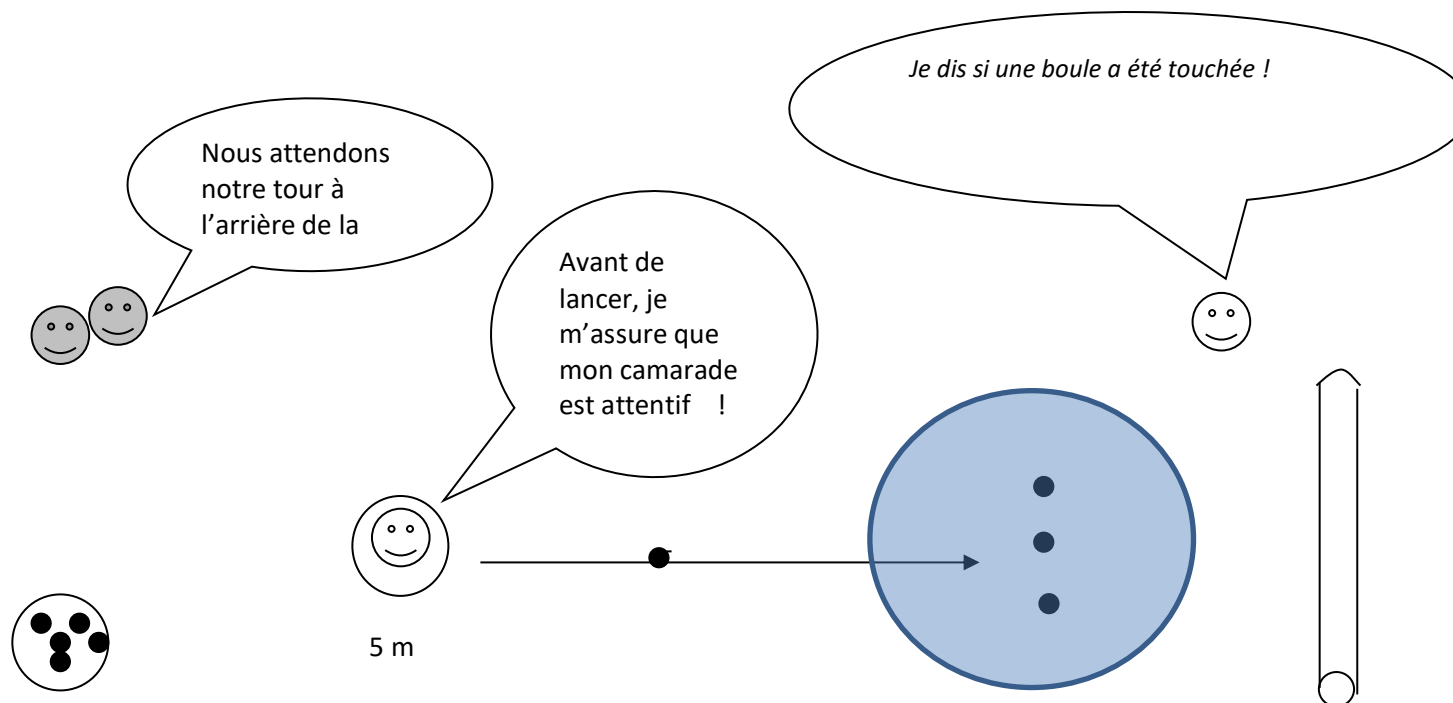 Je dis si une boule a été touchée !
Nous attendons
notre tour à
l’arrière de la
Avant de
lancer, je
m’assure que
mon camarade
est attentif !
5 m